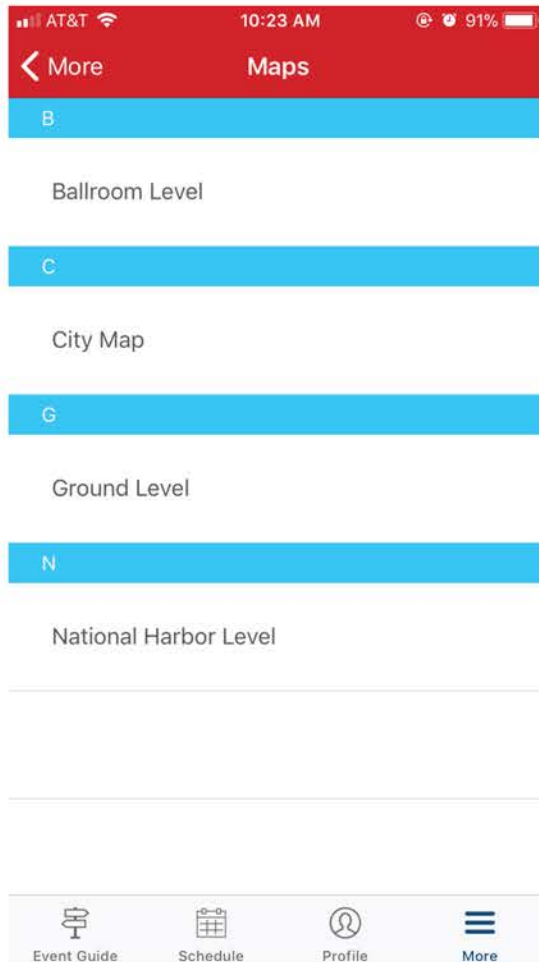 AT&T 10:23 AM 91%
More Maps
B
Ballroom Level
C
City Map
G
Ground Level
N
National Harbor Level
Event Guide Schedule Profile More